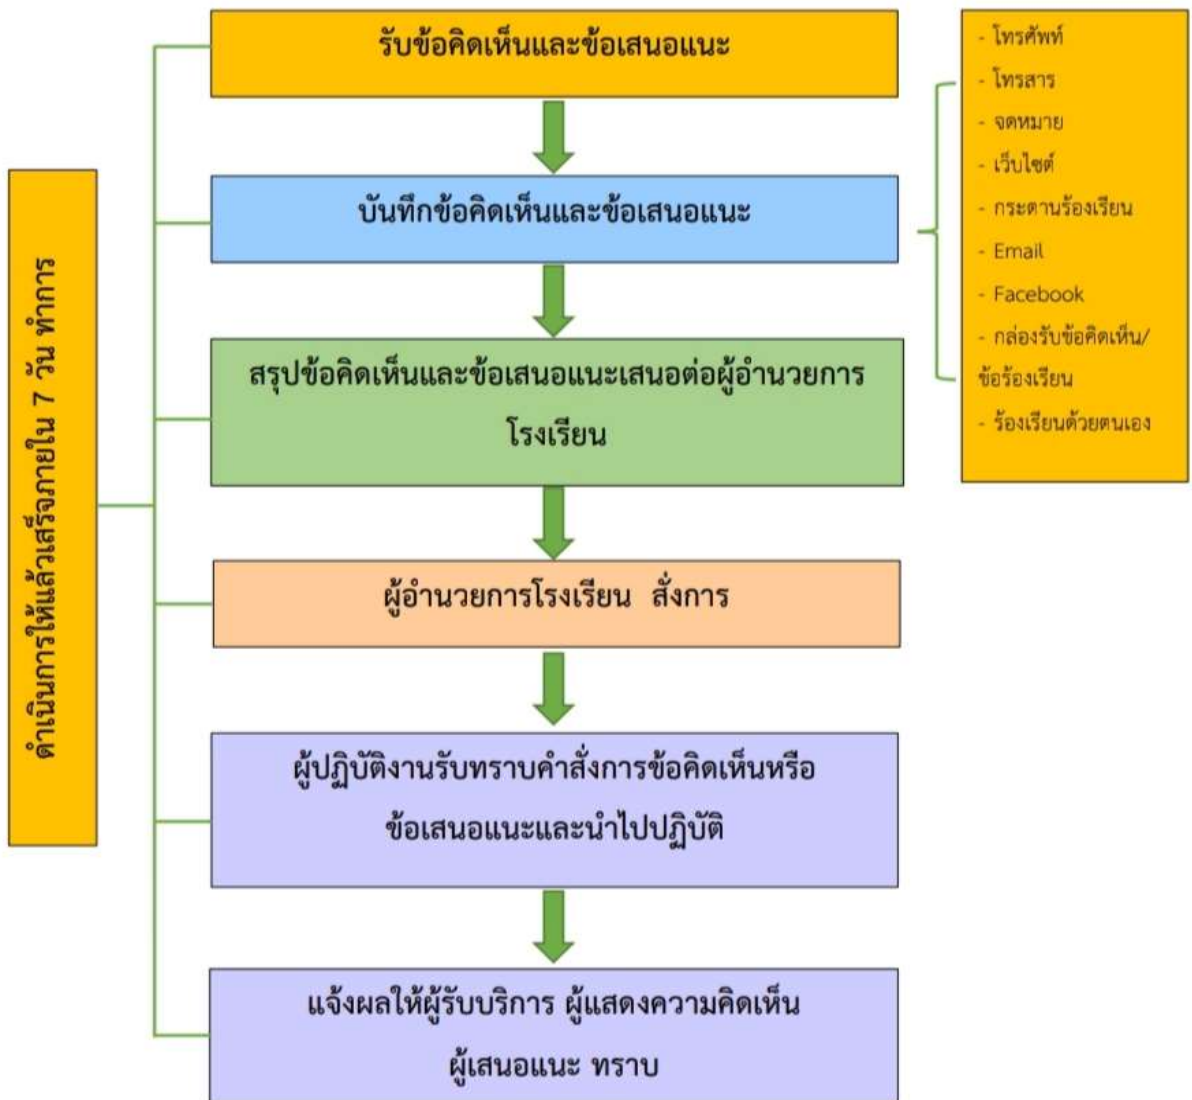 รับข้อคิดเห็นและข้อเสนอแนะ
บันทึกข้อคิดเห็นและข้อเสนอแนะ
สรุปข้อคิดเห็นและข้อเสนอแนะเสนอต่อผู้อำนวยการ
โรงเรียน
ผู้อำนวยการโรงเรียน สั่งการ
ผู้ปฏิบัติงานรับทราบคำสั่งการข้อคิดเห็นหรือ
ข้อเสนอแนะและนำไปปฏิบัติ
แจ้งผลให้ผู้รับบริการ ผู้แสดงความคิดเห็น
ผู้เสนอแนะ ทราบ
ดำเนินการให้แล้วเสร็จภายใน 7 วัน ทำการ
- โทรศัพท์
- โทรสาร
- จดหมาย
- เว็บไซต์
- กระดานร้องเรียน
- Email
- Facebook
- กล่องรับข้อคิดเห็น/
ข้อร้องเรียน
- ร้องเรียนด้วยตนเอง